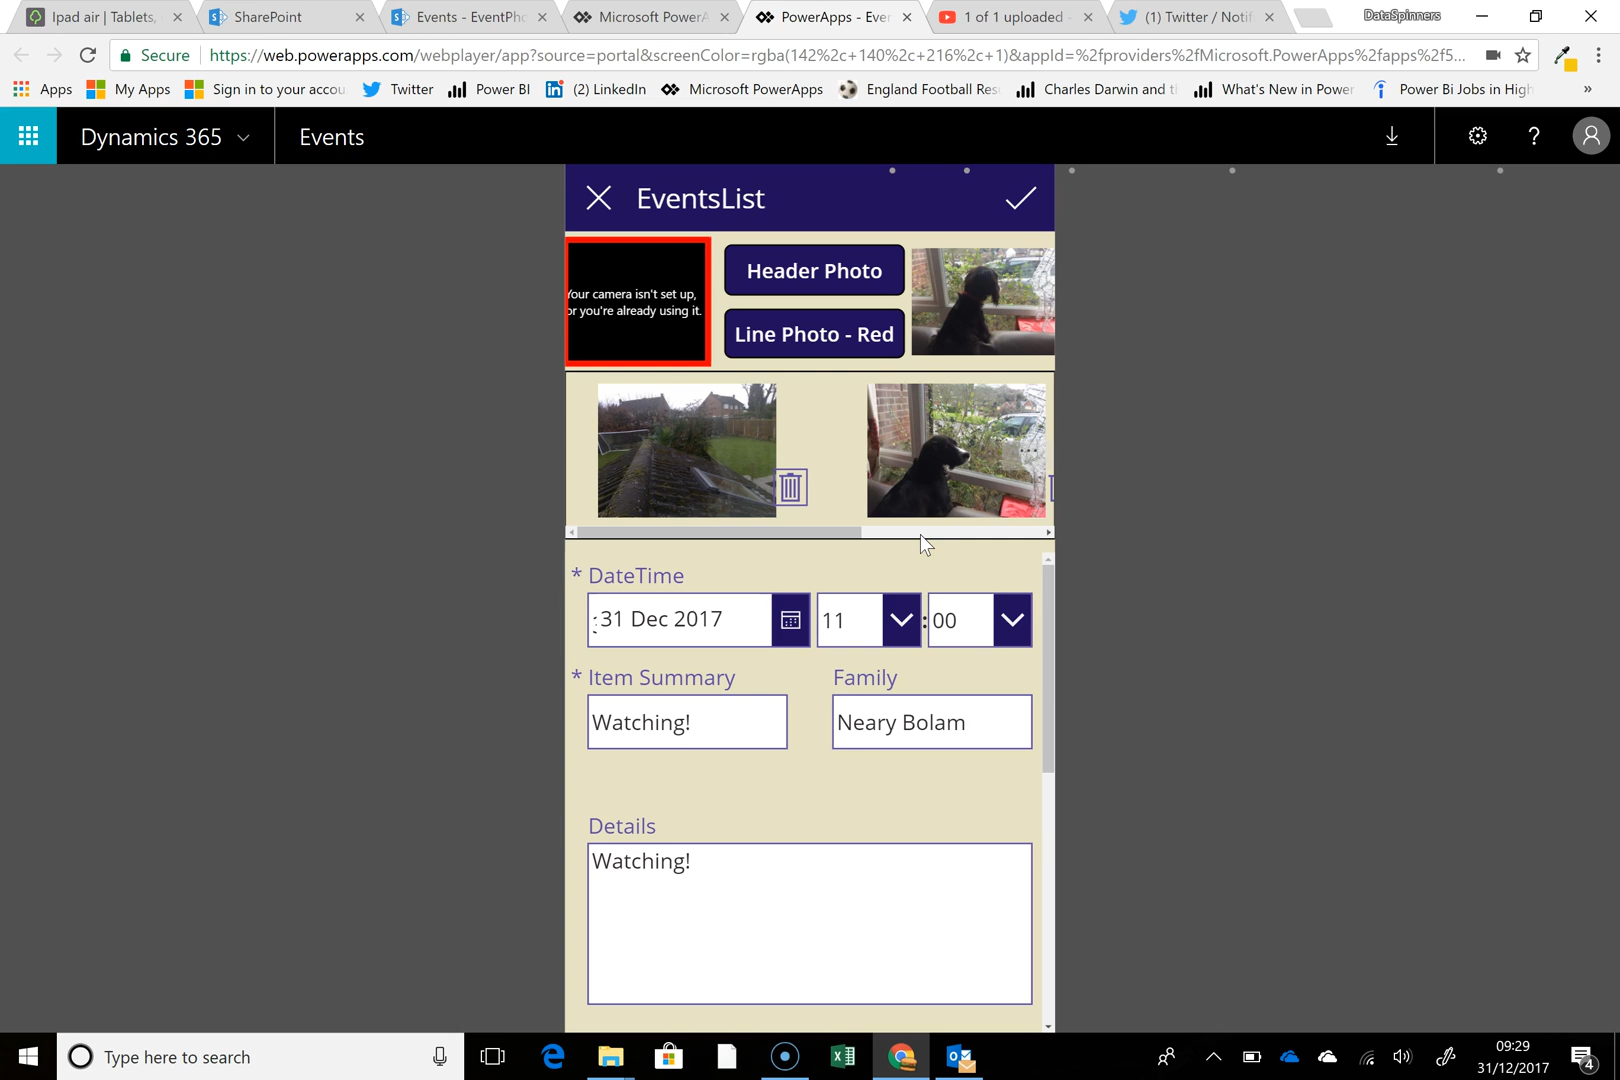 Ipad air | Tablets,
SharePoint
Events - EventPh
Microsoft PowerA
PowerApps - Even
1 of 1 uploaded -
(1) Twitter / Notif
DataSpinners
Secure
https://web.powerapps.com/webplayer/app?source=portal&screenColor=rgba(142%2c+140%2c+216%2c+1)&appId=%2fproviders%2fMicrosoft.PowerApps%2fapps%2f5...
Apps
My Apps
Sign in to your accou
Twitter
Power BI
(2) LinkedIn
Microsoft PowerApps
England Football Res
Charles Darwin and t
What's New in Power
Power Bi Jobs in High
»
Dynamics 365
Events
?
EventsList
Your camera isn't set up,
or you're already using it.
Header Photo
Line Photo - Red
* DateTime
31 Dec 2017
11
:
00
* Item Summary
Family
Watching!
Neary Bolam
Details
Watching!
Type here to search
09:29
31/12/2017
4